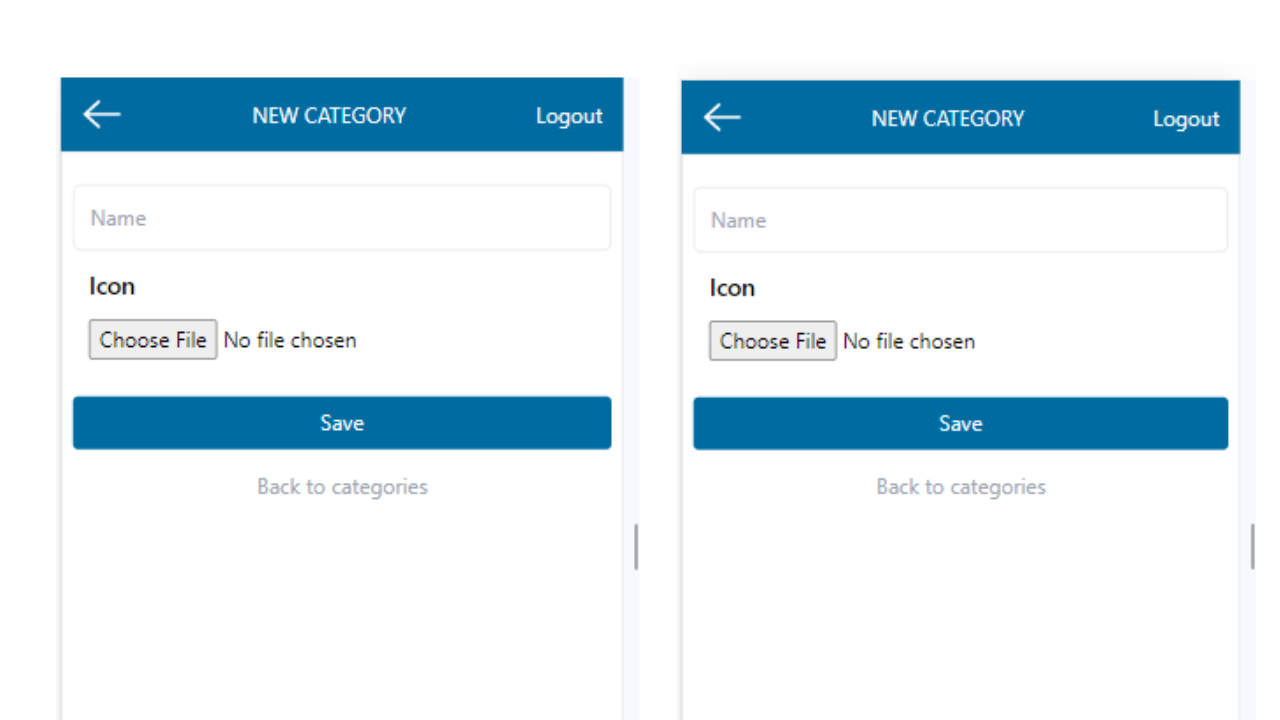 NEW CATEGORY Logout
Name
Icon
Choose File No file chosen
Save
Back to categories
NEW CATEGORY Logout
Name
Icon
Choose File No file chosen
Save
Back to categories